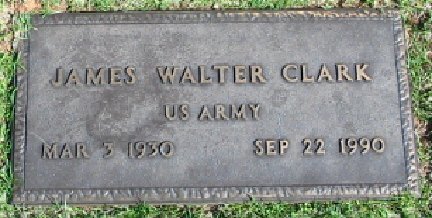 JAMES WALTER CLARK
US ARMY
MAR 3 1930 SEP 22 1990